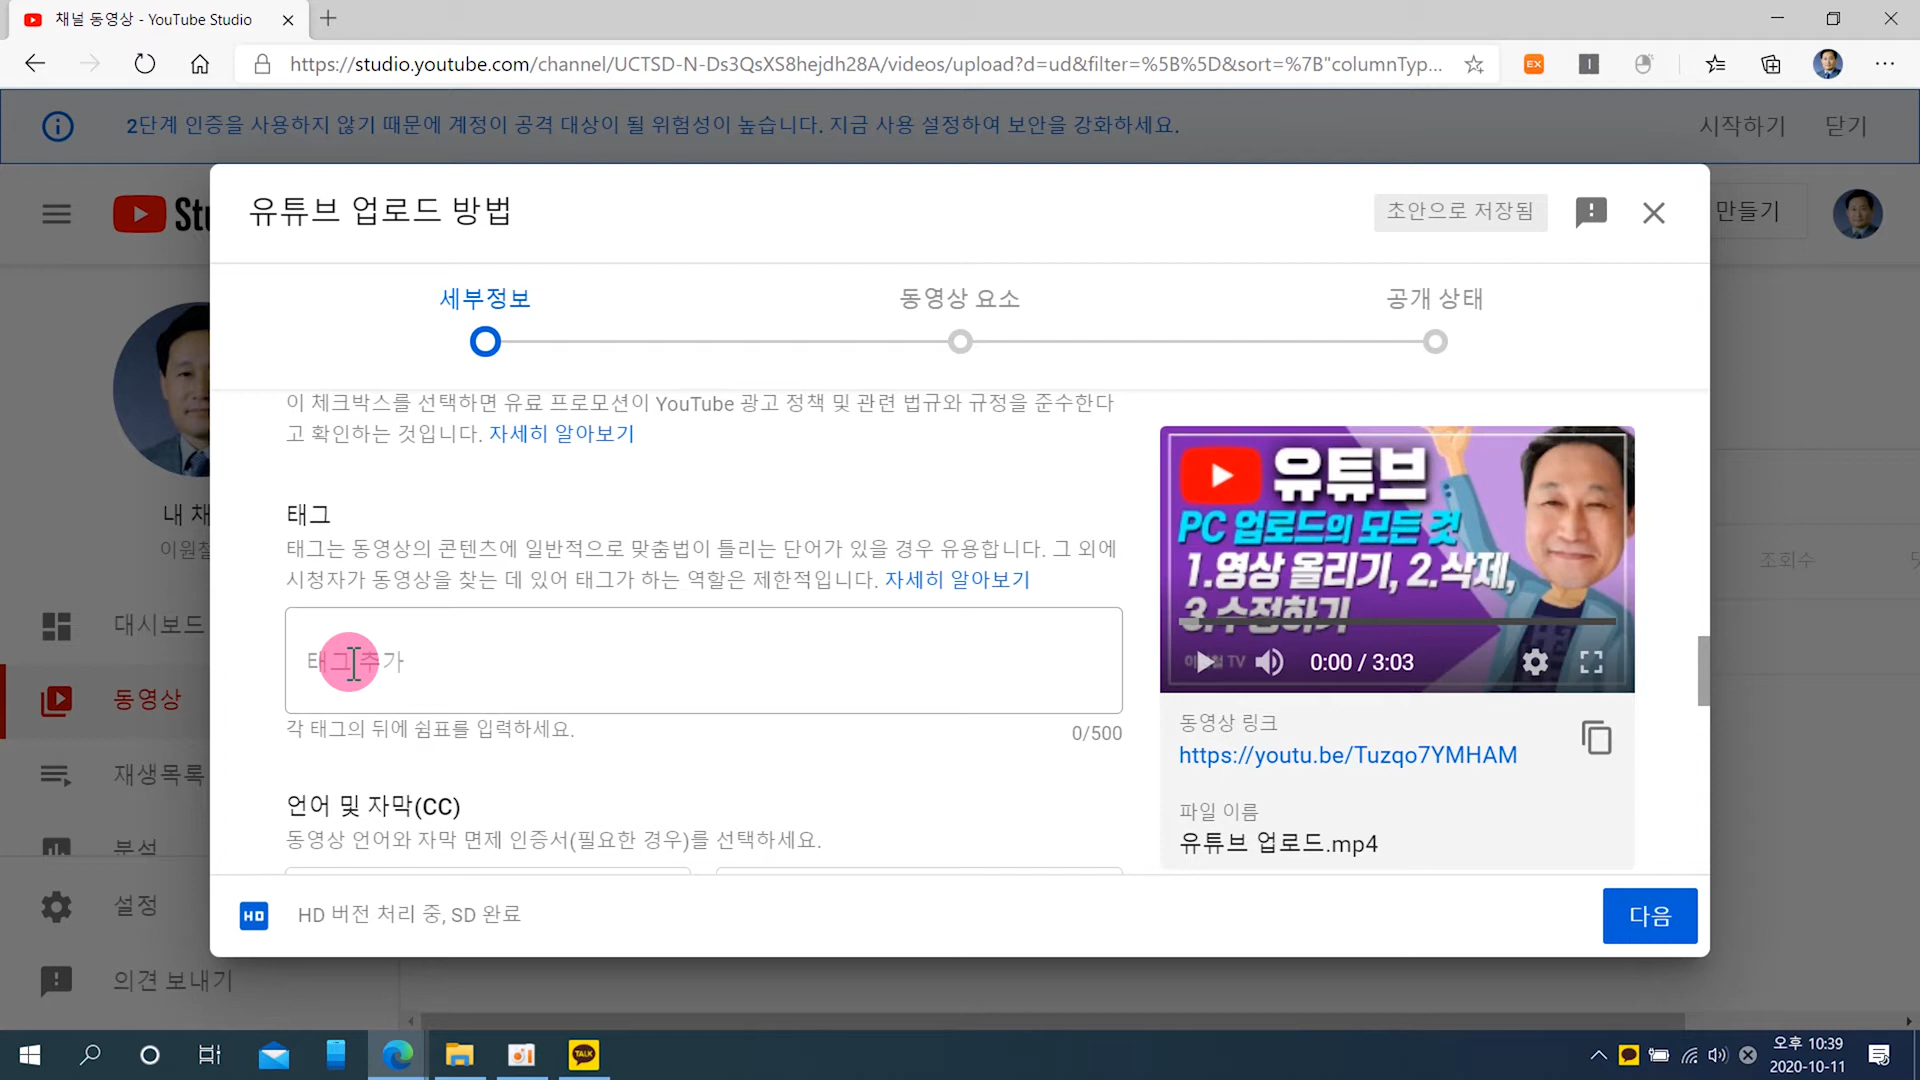 채널 동영상 - YouTube Studio
https://studio.youtube.com/channel/UCTSD-N-Ds3QsXS8hejdh28A/videos/upload?d=ud&filter=%5B%5D&sort=%7B"columnTyp...
EX
2단계 인증을 사용하지 않기 때문에 계정이 공격 대상이 될 위험성이 높습니다. 지금 사용 설정하여 보안을 강화하세요.
시작하기
닫기
유튜브 업로드 방법
초안으로 저장됨
만들기
세부정보
동영상 요소
공개 상태
이 체크박스를 선택하면 유료 프로모션이 YouTube 광고 정책 및 관련 법규와 규정을 준수한다
고 확인하는 것입니다. 자세히 알아보기
태그
태그는 동영상의 콘텐츠에 일반적으로 맞춤법이 틀리는 단어가 있을 경우 유용합니다. 그 외에
시청자가 동영상을 찾는 데 있어 태그가 하는 역할은 제한적입니다. 자세히 알아보기
태그 추가
각 태그의 뒤에 쉼표를 입력하세요.
0/500
언어 및 자막(CC)
동영상 언어와 자막 면제 인증서(필요한 경우)를 선택하세요.
유튜브
PC 업로드의 모든 것
1.영상 올리기, 2.삭제,
3.수정하기
0:00 / 3:03
동영상 링크
https://youtu.be/Tuzqo7YMHAM
파일 이름
유튜브 업로드.mp4
HD
HD 버전 처리 중, SD 완료
다음
내 채
이원철
대시보드
동영상
재생목록
분석
설정
의견 보내기
조회수
TALK
오후 10:39
2020-10-11